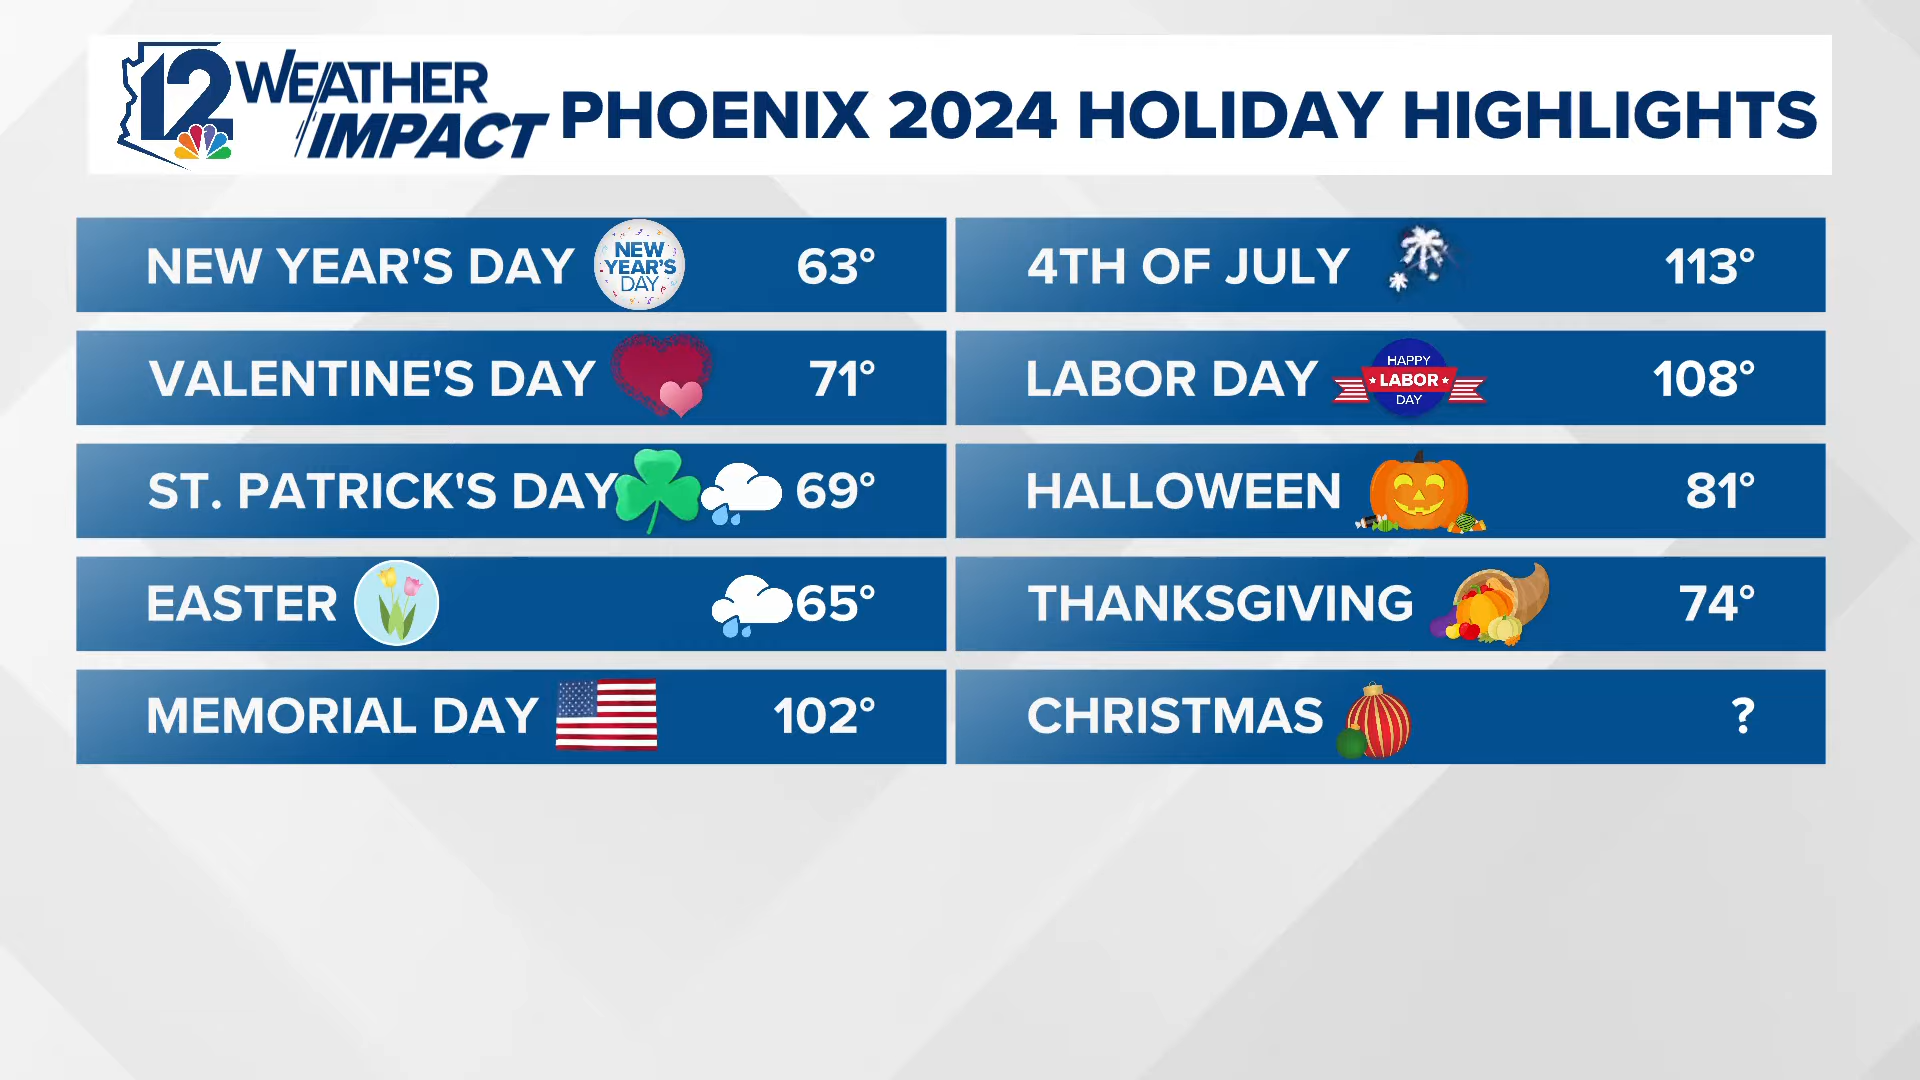 12 WEATHER IMPACT
PHOENIX 2024 HOLIDAY HIGHLIGHTS
NEW YEAR'S DAY
NEW
YEAR'S
DAY
63°
VALENTINE'S DAY 71°
ST. PATRICK'S DAY 69°
EASTER 65°
MEMORIAL DAY 102°
4TH OF JULY 113°
LABOR DAY
HAPPY
LABOR
DAY
108°
HALLOWEEN 81°
THANKSGIVING 74°
CHRISTMAS ?